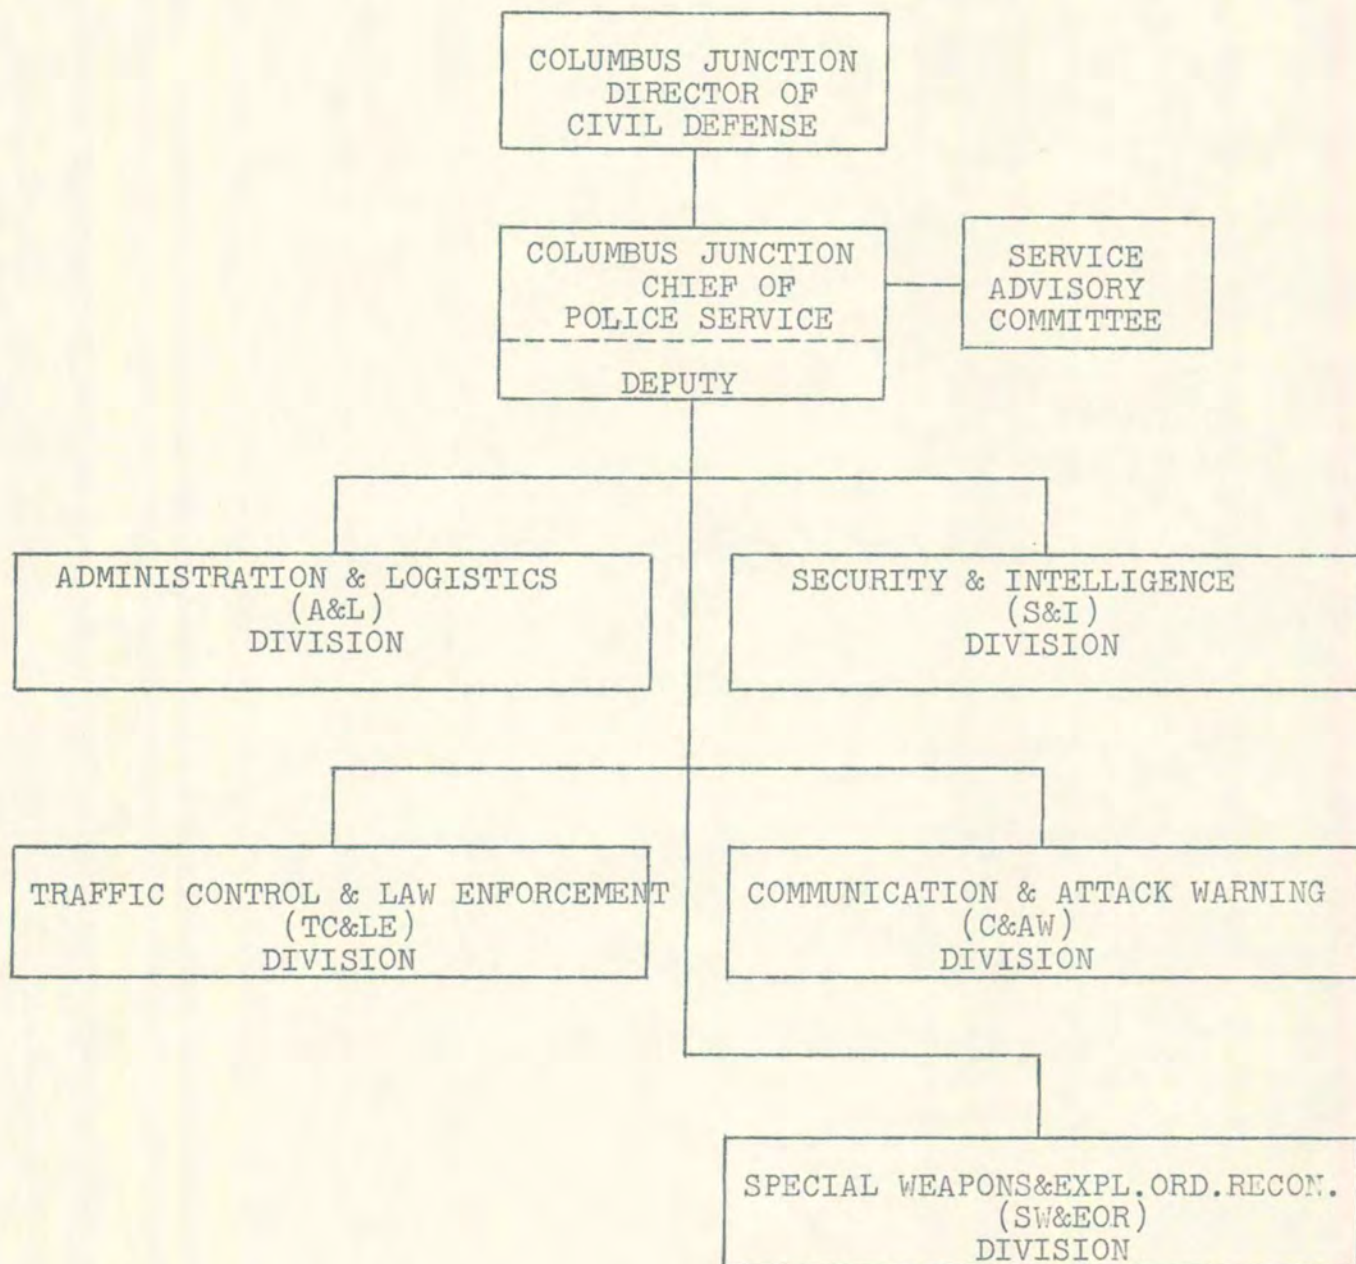 COLUMBUS JUNCTION
DIRECTOR OF
CIVIL DEFENSE
COLUMBUS JUNCTION
CHIEF OF
POLICE SERVICE
DEPUTY
SERVICE
ADVISORY
COMMITTEE
ADMINISTRATION & LOGISTICS
(A&L)
DIVISION
SECURITY & INTELLIGENCE
(S&I)
DIVISION
TRAFFIC CONTROL & LAW ENFORCEMENT
(TC&LE)
DIVISION
COMMUNICATION & ATTACK WARNING
(C&AW)
DIVISION
SPECIAL WEAPONS&EXPL.ORD.RECON.
(SW&EOR)
DIVISION